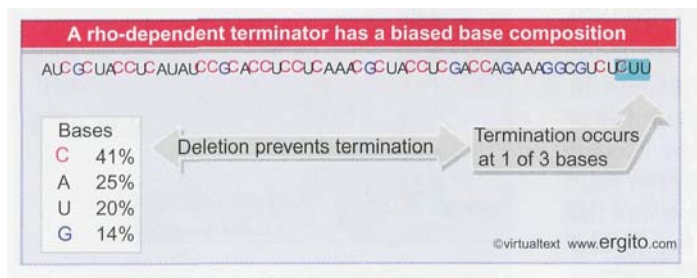 A rho-dependent terminator has a biased base composition
AUCGCUACCUCAUAUCCGCACCUCCUCAAACGCUACCUCGACCAGAAAGGCGUCUCUU
Bases
C 41%
A 25%
U 20%
G 14%
Deletion prevents termination
Termination occurs
at 1 of 3 bases
©virtualtext www.ergito.com